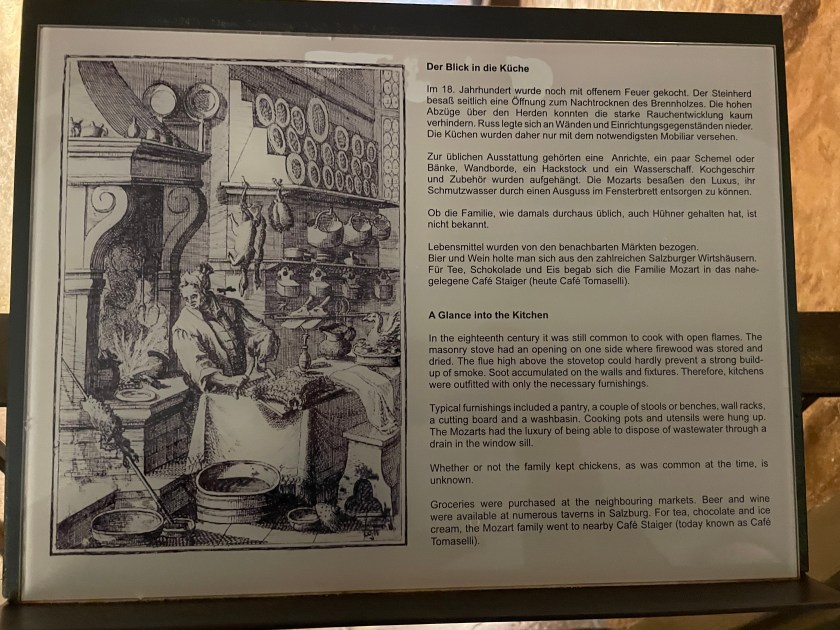 Der Blick in die Küche
Im 18. Jahrhundert wurde noch mit offenem Feuer gekocht. Der Steinherd
besaß seitlich eine Öffnung zum Nachtrocknen des Brennholzes. Die hohen
Abzüge über den Herden konnten die starke Rauchentwicklung kaum
verhindern. Russ legte sich an Wänden und Einrichtungsgegenständen nieder.
Die Küchen wurden daher nur mit dem notwendigsten Mobiliar versehen.
Zur üblichen Ausstattung gehörten eine Anrichte, ein paar Schemel oder
Bänke, Wandborde, ein Hackstock und ein Wasserschaff. Kochgeschirr
und Zubehör wurden aufgehängt. Die Mozarts besaßen den Luxus, ihr
Schmutzwasser durch einen Ausguss im Fensterbrett entsorgen zu können.
Ob die Familie, wie damals durchaus üblich, auch Hühner gehalten hat, ist
nicht bekannt.
Lebensmittel wurden von den benachbarten Märkten bezogen.
Bier und Wein holte man sich aus den zahlreichen Salzburger Wirtshäusern.
Für Tee, Schokolade und Eis begab sich die Familie Mozart in das nahe-
gelegene Café Staiger (heute Café Tomaselli).
A Glance into the Kitchen
In the eighteenth century it was still common to cook with open flames. The
masonry stove had an opening on one side where firewood was stored and
dried. The flue high above the stovetop could hardly prevent a strong build-
up of smoke. Soot accumulated on the walls and fixtures. Therefore, kitchens
were outfitted with only the necessary furnishings.
Typical furnishings included a pantry, a couple of stools or benches, wall racks,
a cutting board and a washbasin. Cooking pots and utensils were hung up.
The Mozarts had the luxury of being able to dispose of wastewater through a
drain in the window sill.
Whether or not the family kept chickens, as was common at the time, is
unknown.
Groceries were purchased at the neighbouring markets. Beer and wine
were available at numerous taverns in Salzburg. For tea, chocolate and ice
cream, the Mozart family went to nearby Café Staiger (today known as Café
Tomaselli).